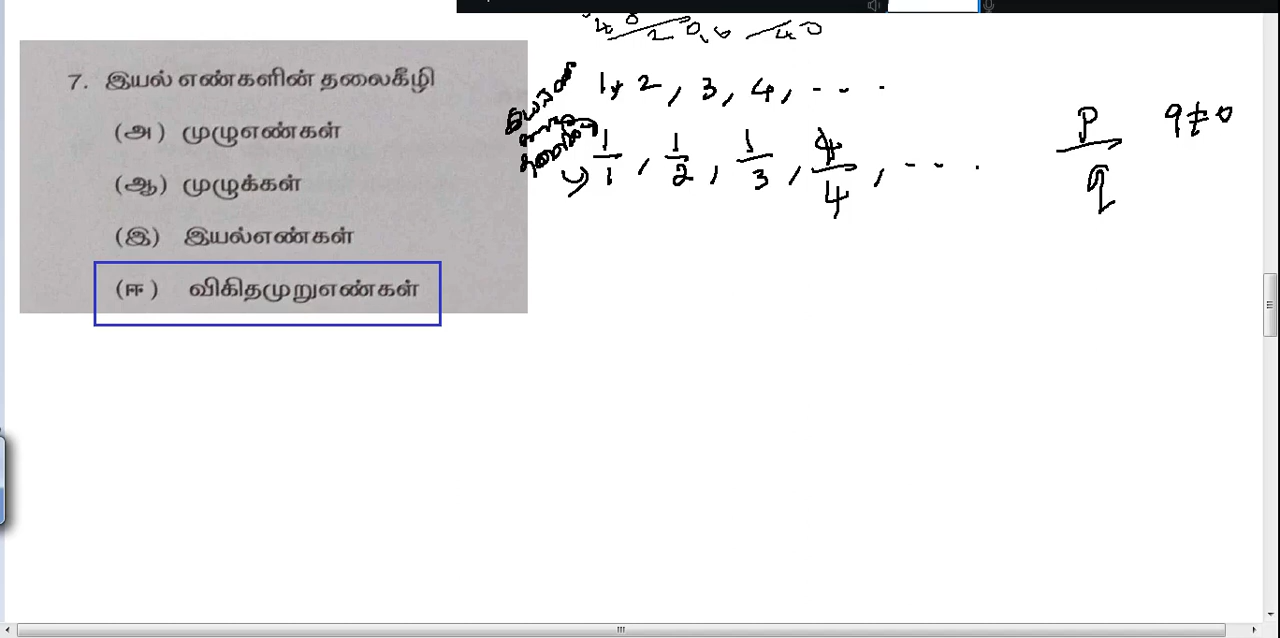 7. இயல் எண்களின் தலைகீழி
(அ) முழுஎண்கள்
(ஆ) முழுக்கள்
(இ) இயல்எண்கள்
(ஈ) விகிதமுறுஎண்கள்
1, 2, 3, 4, ...
1/1, 1/2, 1/3, /4, ...
p/q q≠0